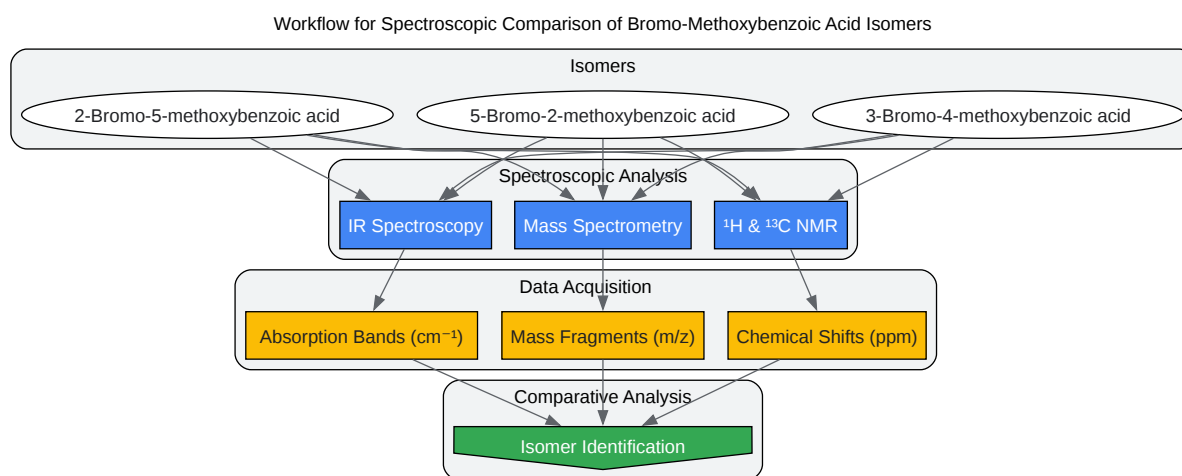 Workflow for Spectroscopic Comparison of Bromo-Methoxybenzoic Acid Isomers
Isomers
2-Bromo-5-methoxybenzoic acid
5-Bromo-2-methoxybenzoic acid
3-Bromo-4-methoxybenzoic acid
Spectroscopic Analysis
IR Spectroscopy
Mass Spectrometry
¹H & ¹³C NMR
Data Acquisition
Absorption Bands (cm⁻¹)
Mass Fragments (m/z)
Chemical Shifts (ppm)
Comparative Analysis
Isomer Identification